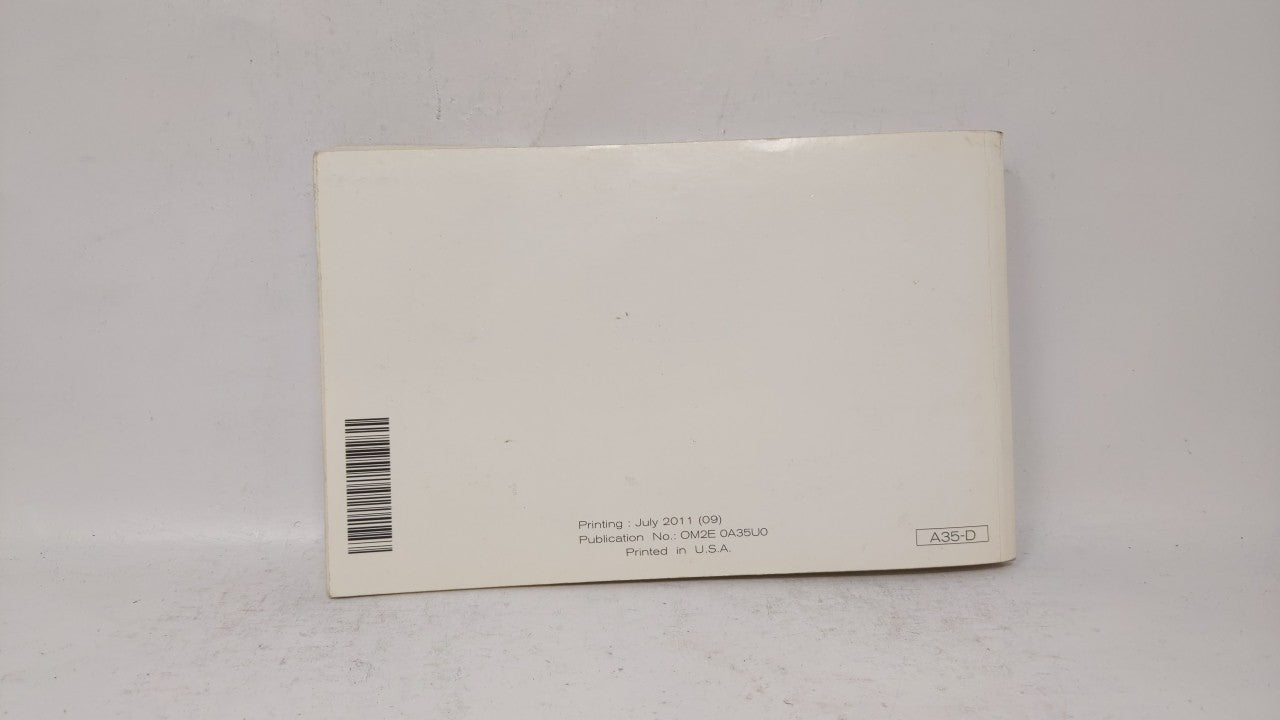 Printing : July 2011 (09)
Publication No.: OM2E 0A35U0
Printed in U.S.A.
A35-D